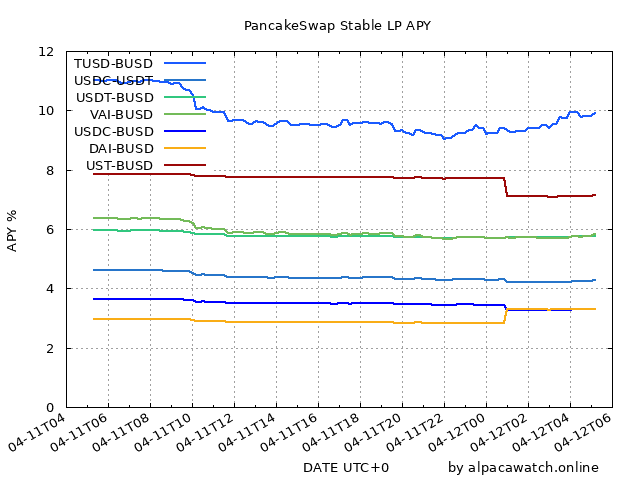 PancakeSwap Stable LP APY
12
10
8
6
4
2
0
APY %
TUSD-BUSD
USDC-USDT
USDT-BUSD
VAI-BUSD
USDC-BUSD
DAI-BUSD
UST-BUSD
04-11T04
04-11T06
04-11T08
04-11T10
04-11T12
04-11T14
04-11T16
04-11T18
04-11T20
04-11T22
04-12T00
04-12T02
04-12T04
04-12T06
DATE UTC+0
by alpacawatch.online